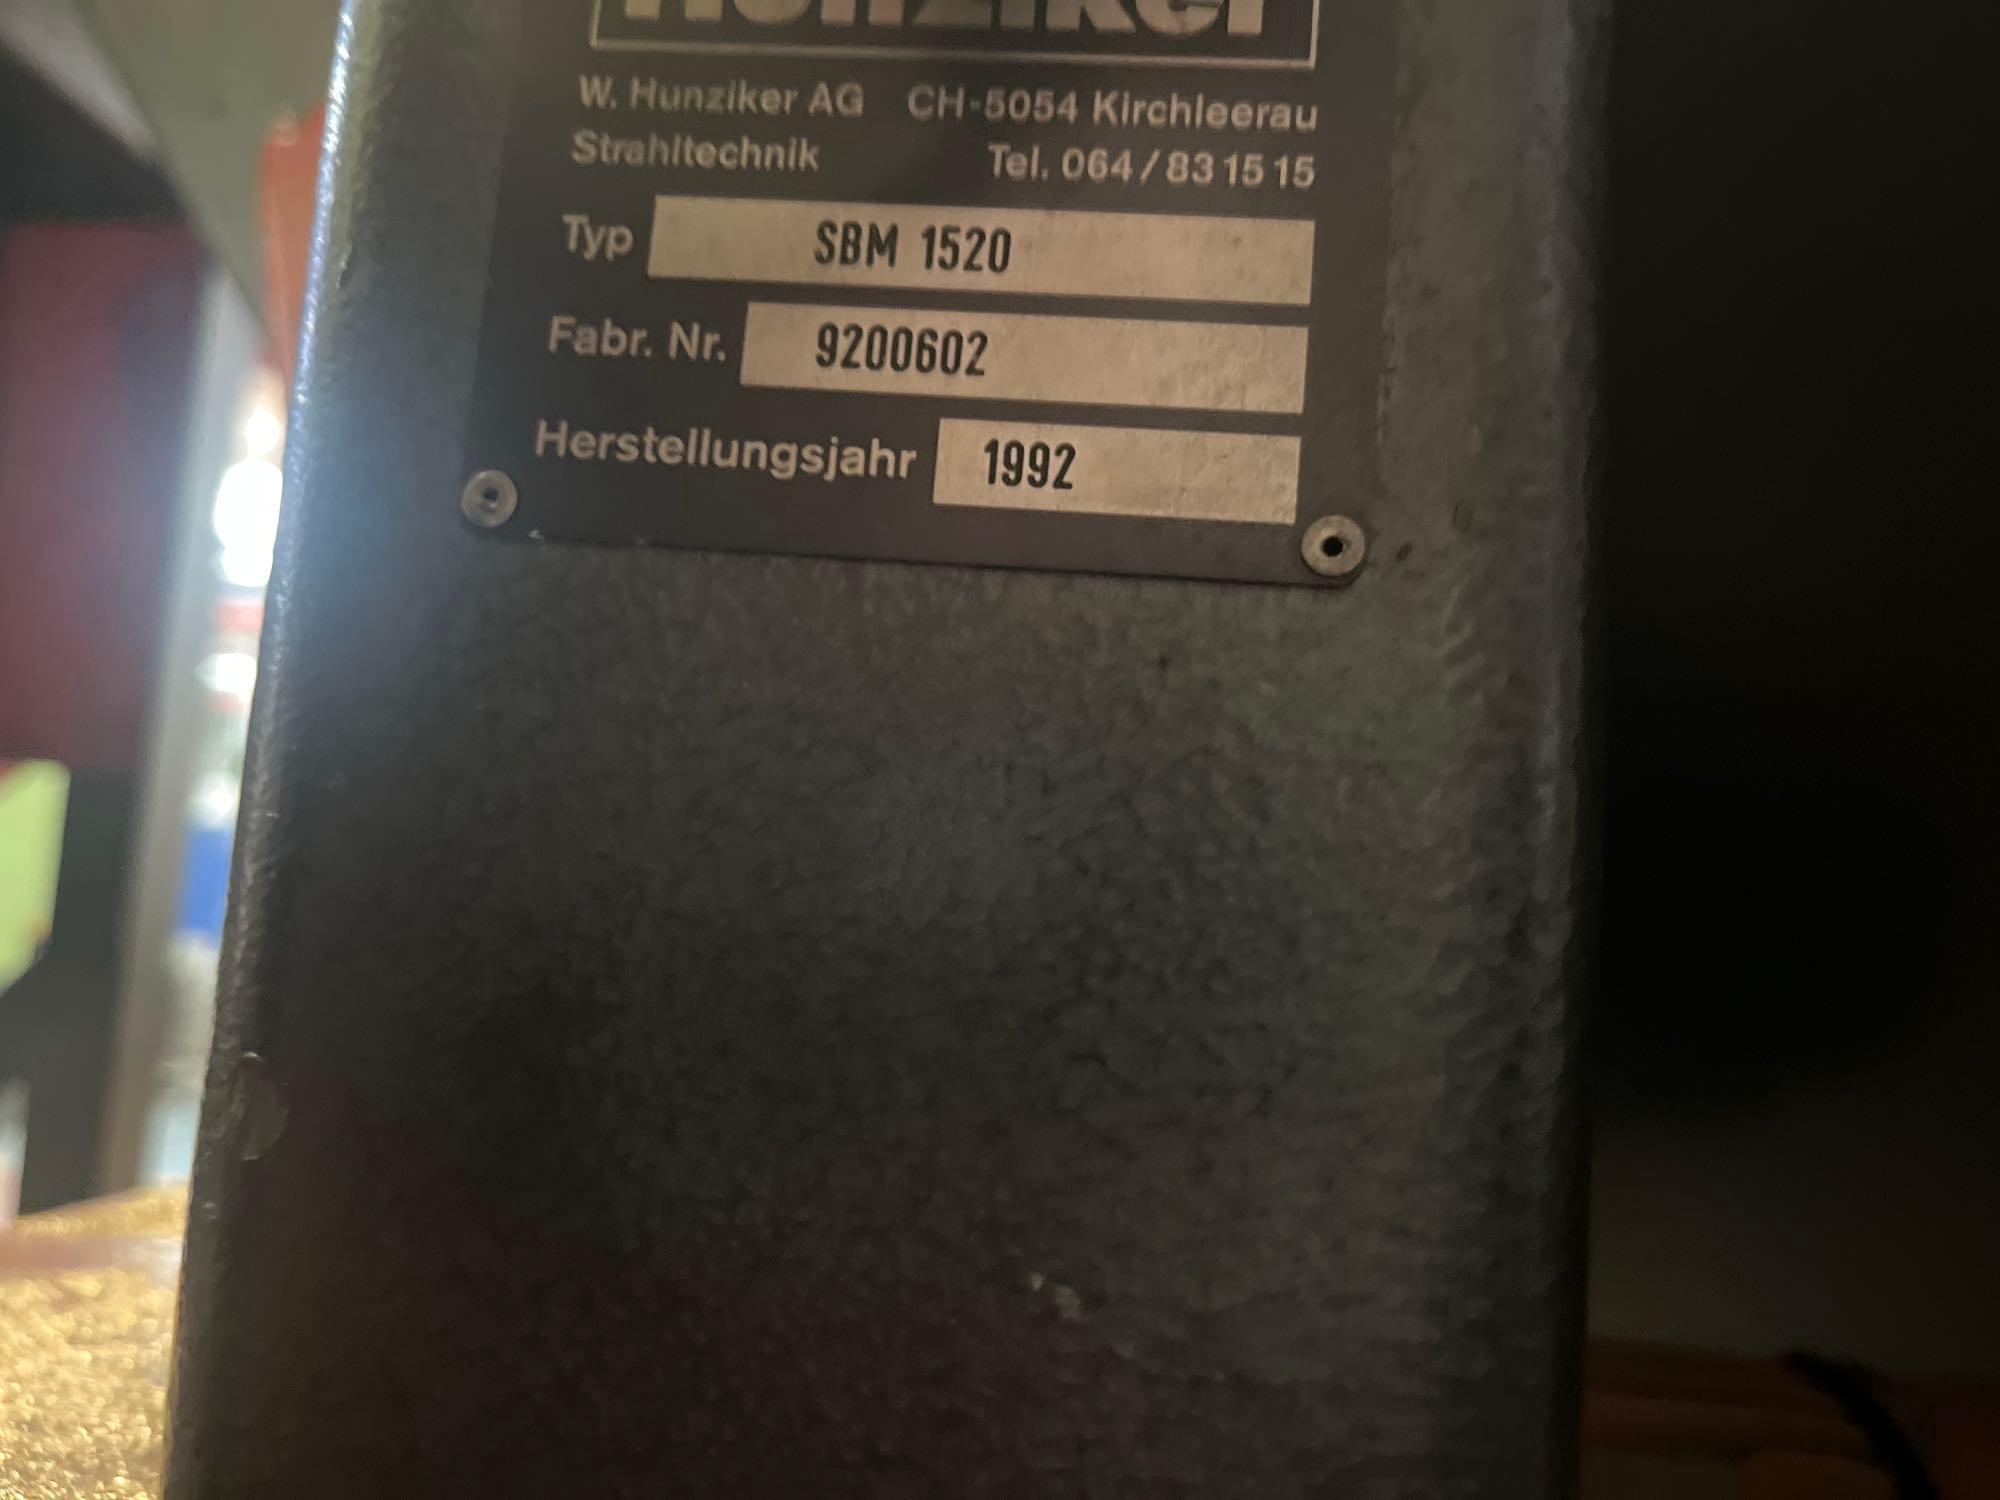 Hunziker
W. Hunziker AG CH-5054 Kirchleerau
Strahltechnik Tel. 064/83 15 15
Typ SBM 1520
Fabr. Nr. 9200602
Herstellungsjahr 1992